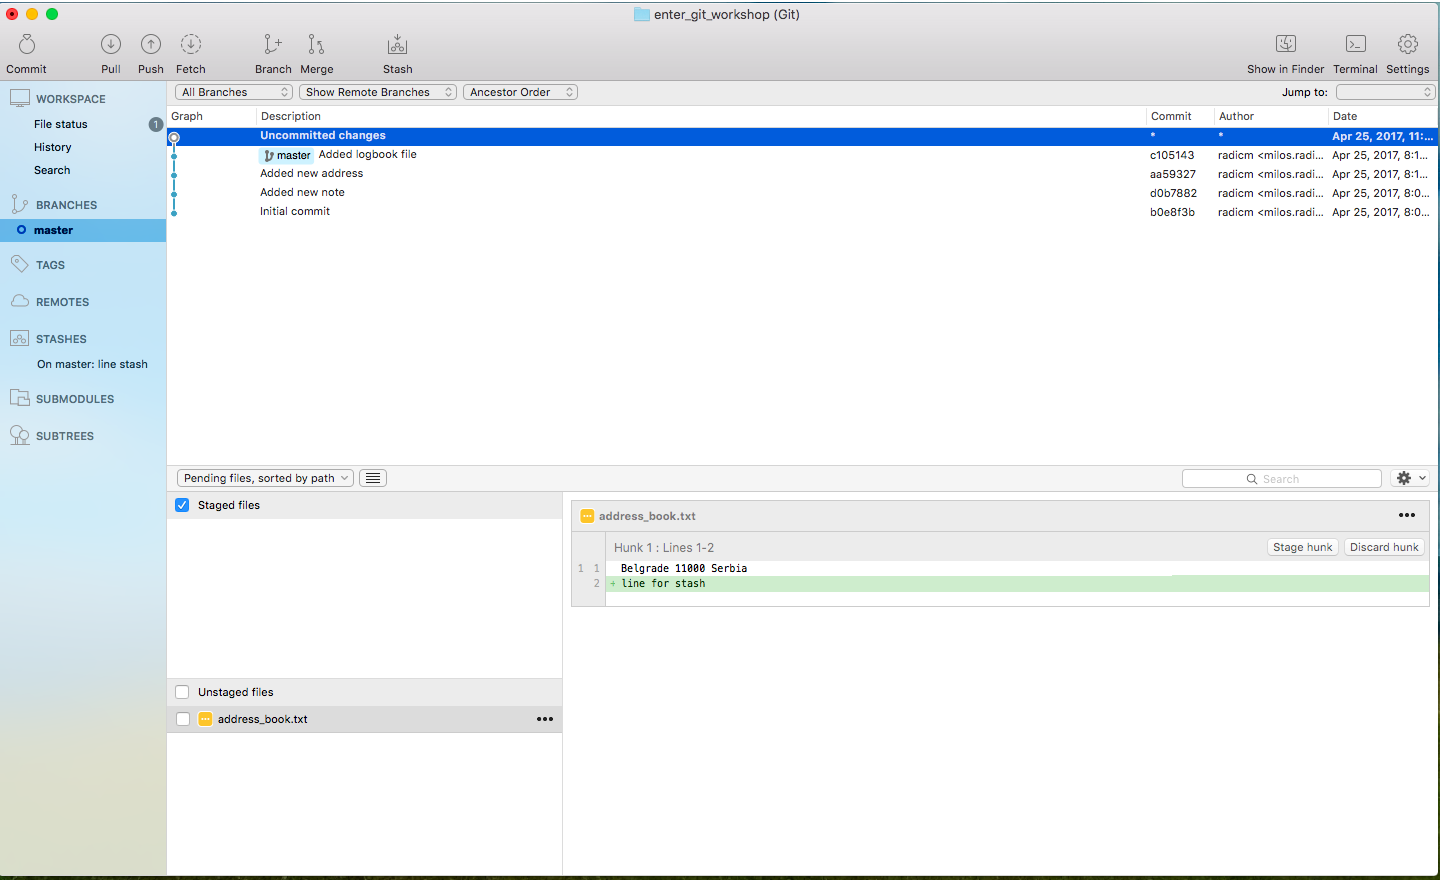 enter_git_workshop (Git)
Commit Pull Push Fetch Branch Merge Stash Show in Finder Terminal Settings
WORKSPACE
File status 1
History
Search
BRANCHES
master
TAGS
REMOTES
STASHES
On master: line stash
SUBMODULES
SUBTREES
All Branches Show Remote Branches Ancestor Order Jump to:
Graph Description Commit Author Date
Uncommitted changes * * Apr 25, 2017, 11:...
master Added logbook file c105143 radicm <milos.radi... Apr 25, 2017, 8:1...
Added new address aa59327 radicm <milos.radi... Apr 25, 2017, 8:1...
Added new note d0b7882 radicm <milos.radi... Apr 25, 2017, 8:0...
Initial commit b0e8f3b radicm <milos.radi... Apr 25, 2017, 8:0...
Pending files, sorted by path Search
Staged files
Unstaged files
address_book.txt
address_book.txt
Hunk 1 : Lines 1-2 Stage hunk Discard hunk
1 1 Belgrade 11000 Serbia
2 + line for stash